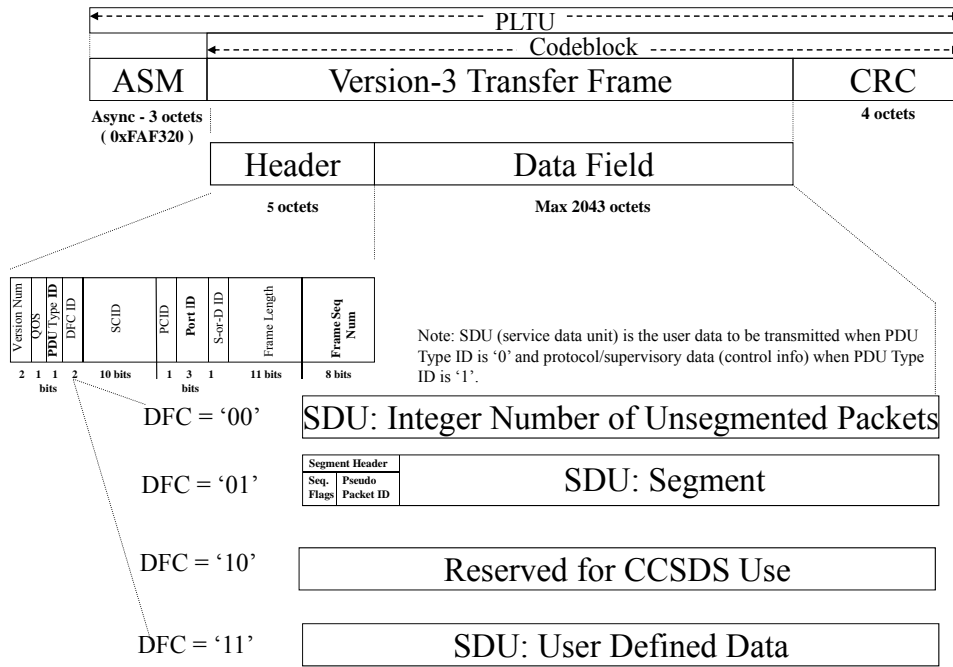 PLTU
Codeblock
ASM
Version-3 Transfer Frame
CRC
Async - 3 octets
( 0xFAF320 )
4 octets
Header
Data Field
5 octets
Max 2043 octets
Version Num
QOS
PDU Type ID
DFC ID
SCID
PCID
Port ID
S-or-D ID
Frame Length
Frame Seq
Num
2 1 1 2 10 bits 1 3 1 11 bits 8 bits
bits bits
Note: SDU (service data unit) is the user data to be transmitted when PDU
Type ID is ‘0’ and protocol/supervisory data (control info) when PDU Type
ID is ‘1’.
DFC = ‘00’
SDU: Integer Number of Unsegmented Packets
DFC = ‘01’
Segment Header
Seq. Pseudo
Flags Packet ID
SDU: Segment
DFC = ‘10’
Reserved for CCSDS Use
DFC = ‘11’
SDU: User Defined Data